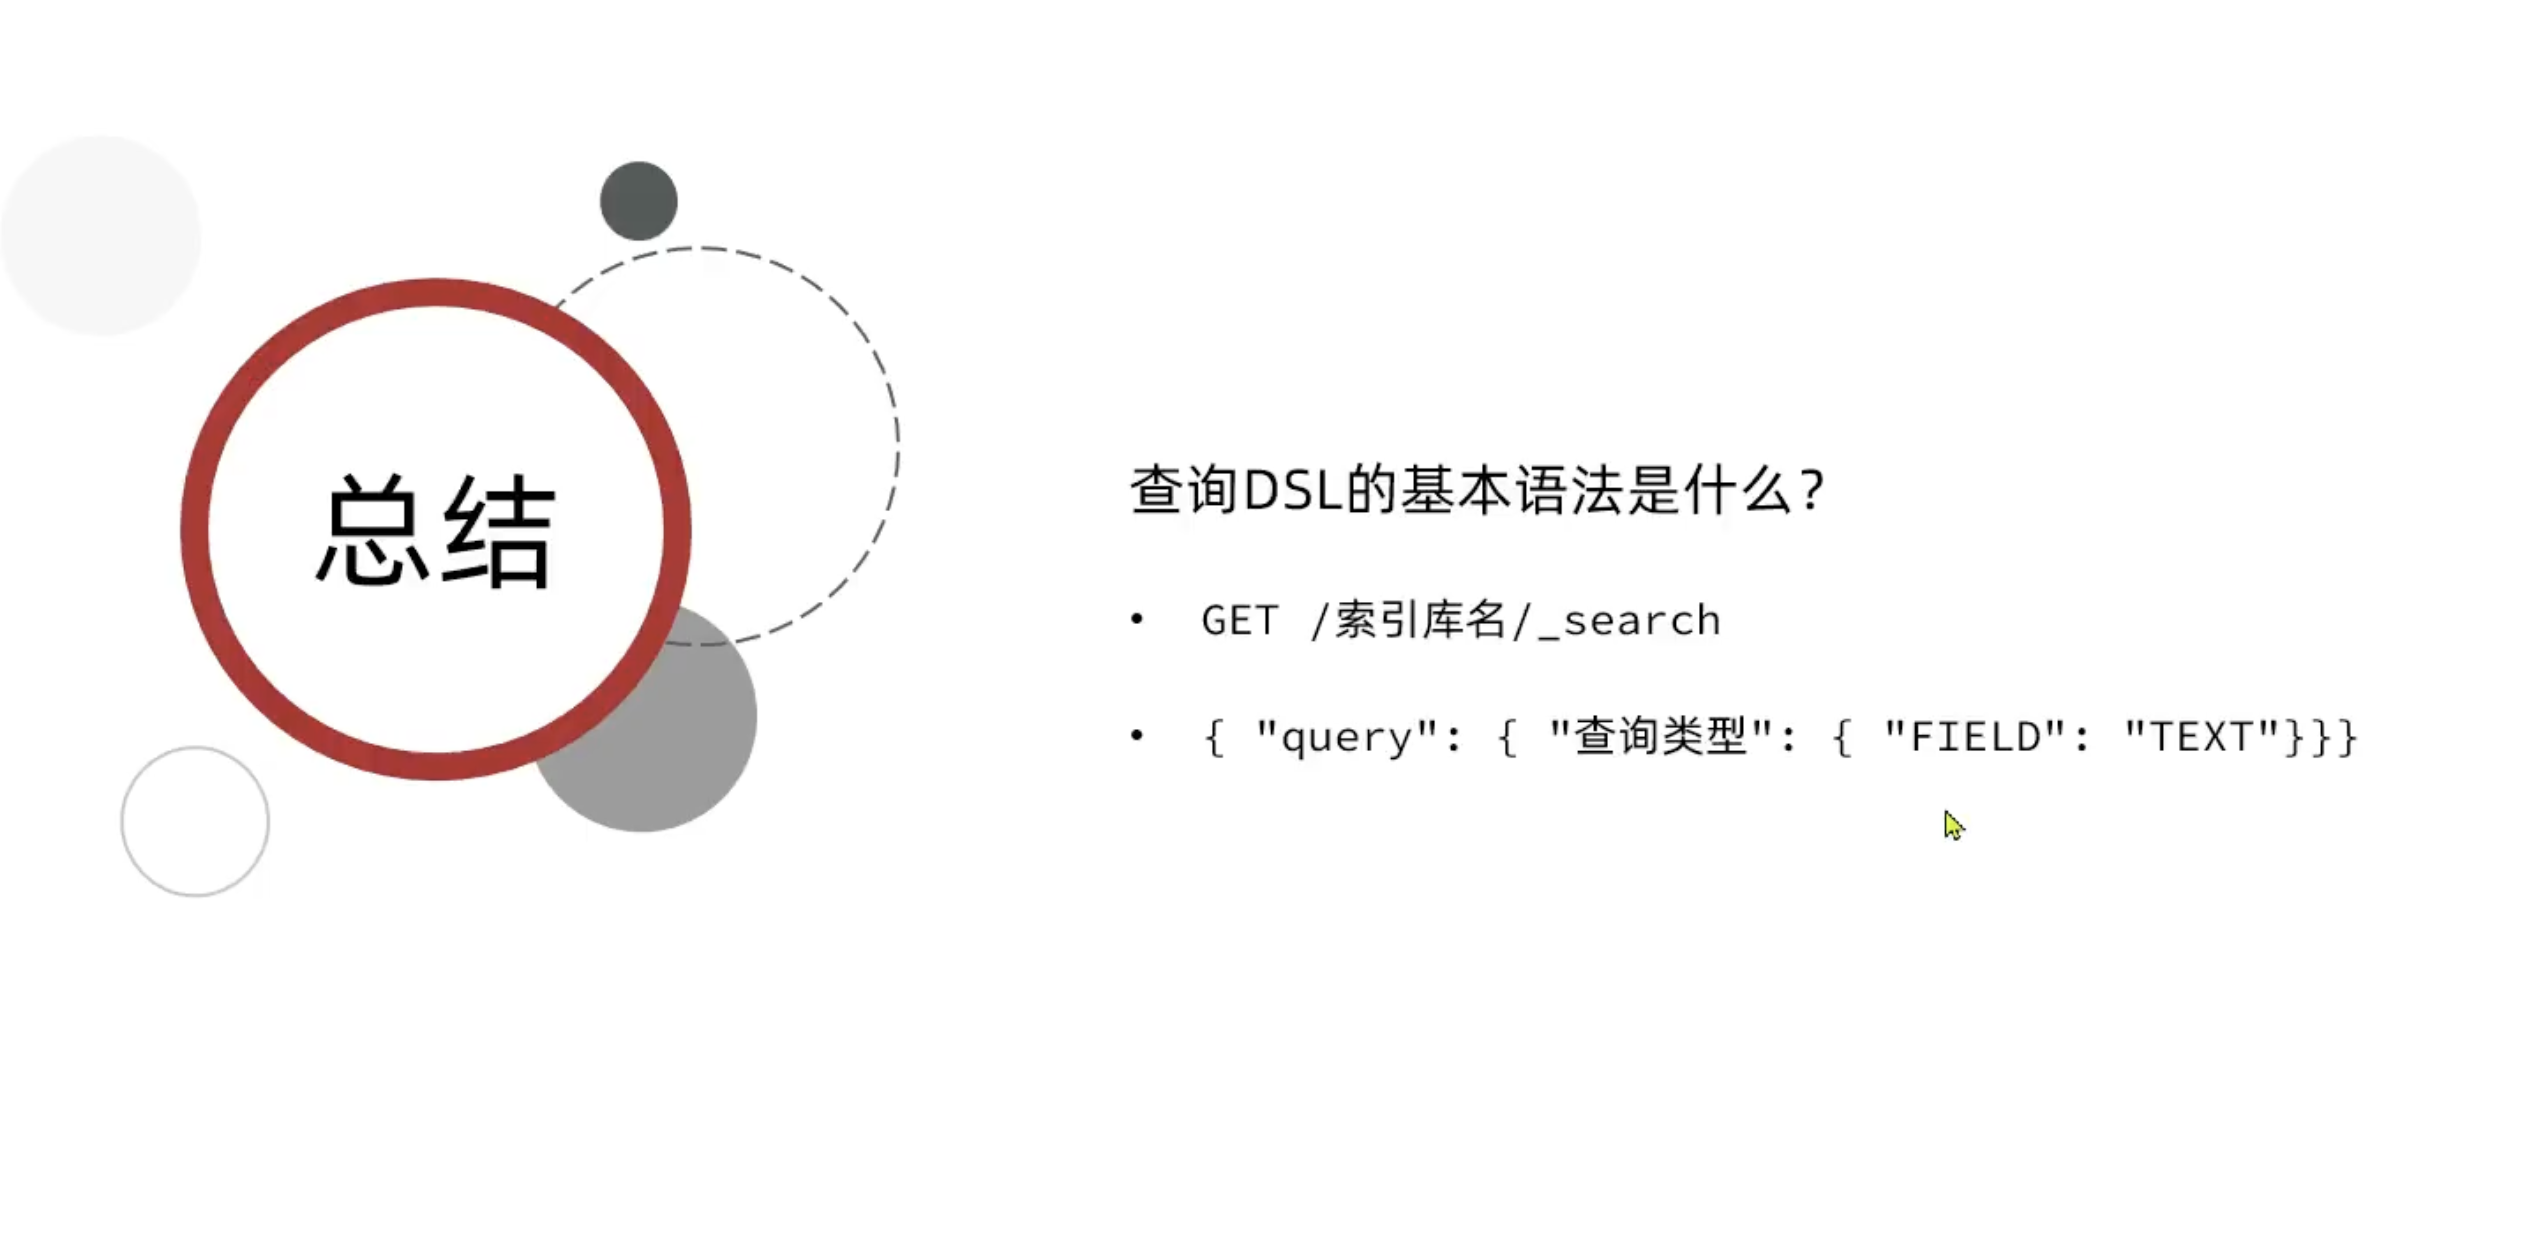 总结
查询DSL的基本语法是什么？
• GET /索引库名/_search
• { "query": { "查询类型": { "FIELD": "TEXT"}}}